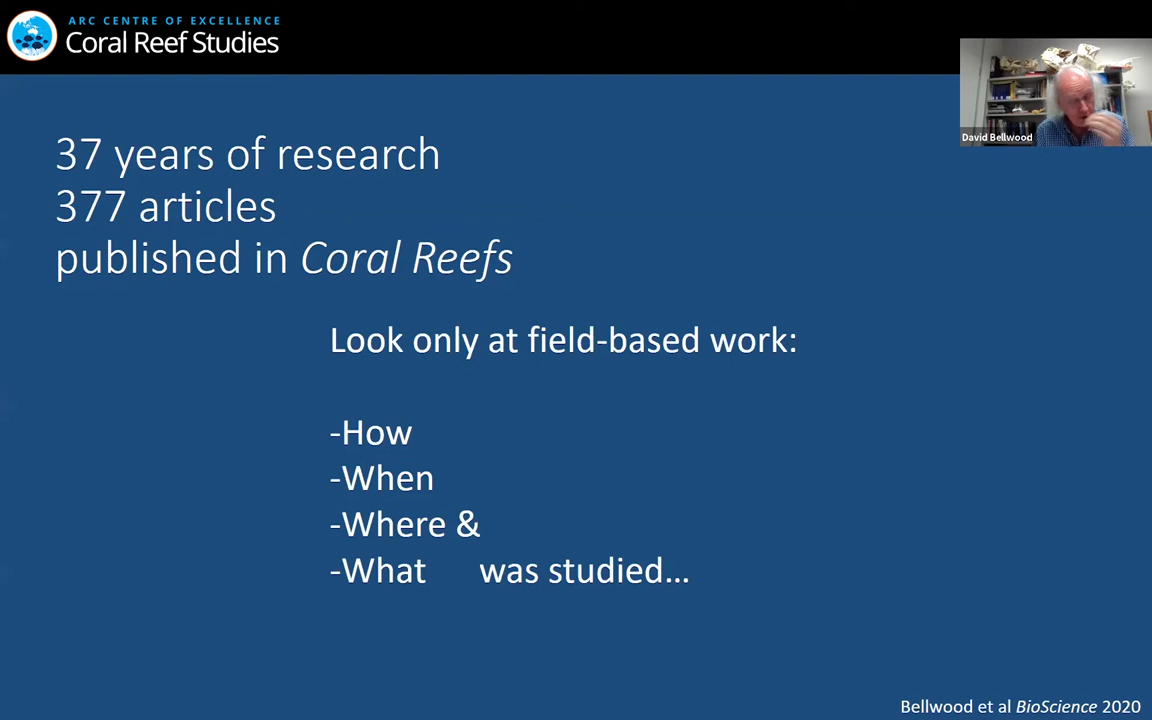 ARC CENTRE OF EXCELLENCE
Coral Reef Studies
David Bellwood
37 years of research
377 articles
published in Coral Reefs
Look only at field-based work:
-How
-When
-Where &
-What was studied…
Bellwood et al BioScience 2020